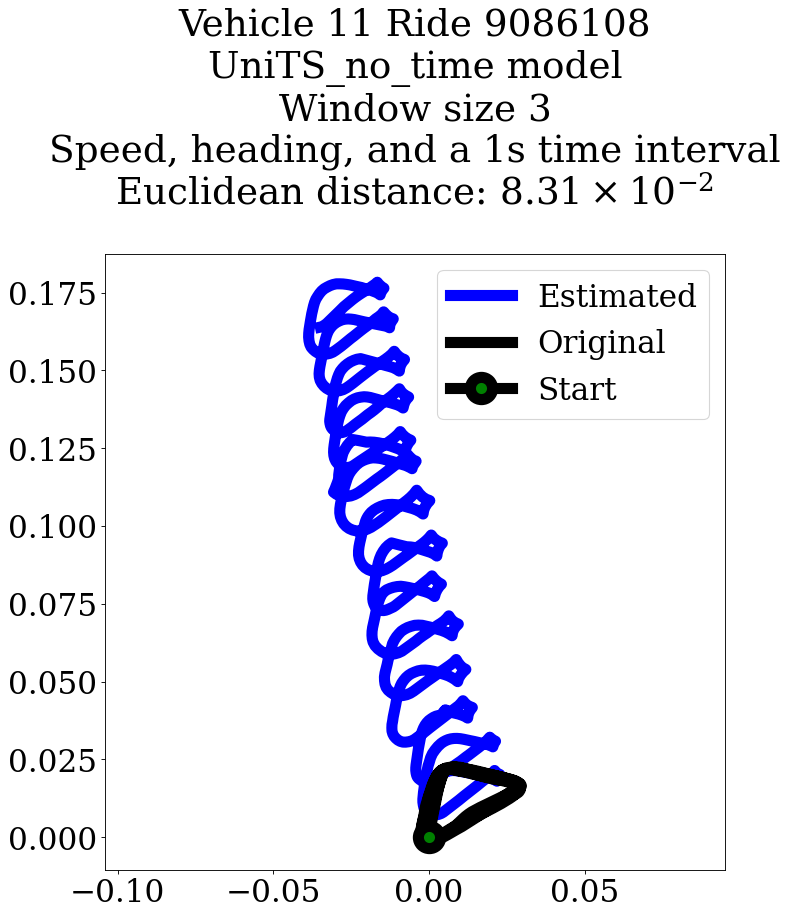 Vehicle 11 Ride 9086108
UniTS_no_time model
Window size 3
Speed, heading, and a 1s time interval
Euclidean distance: 8.31 × 10⁻²
Estimated
Original
Start
0.175
0.150
0.125
0.100
0.075
0.050
0.025
0.000
−0.10
−0.05
0.00
0.05